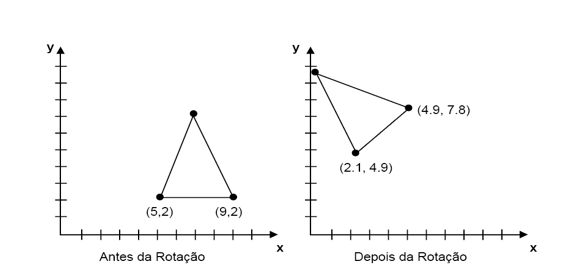 y
y
(4.9, 7.8)
(2.1, 4.9)
(5,2)
(9,2)
x
x
Antes da Rotação
Depois da Rotação